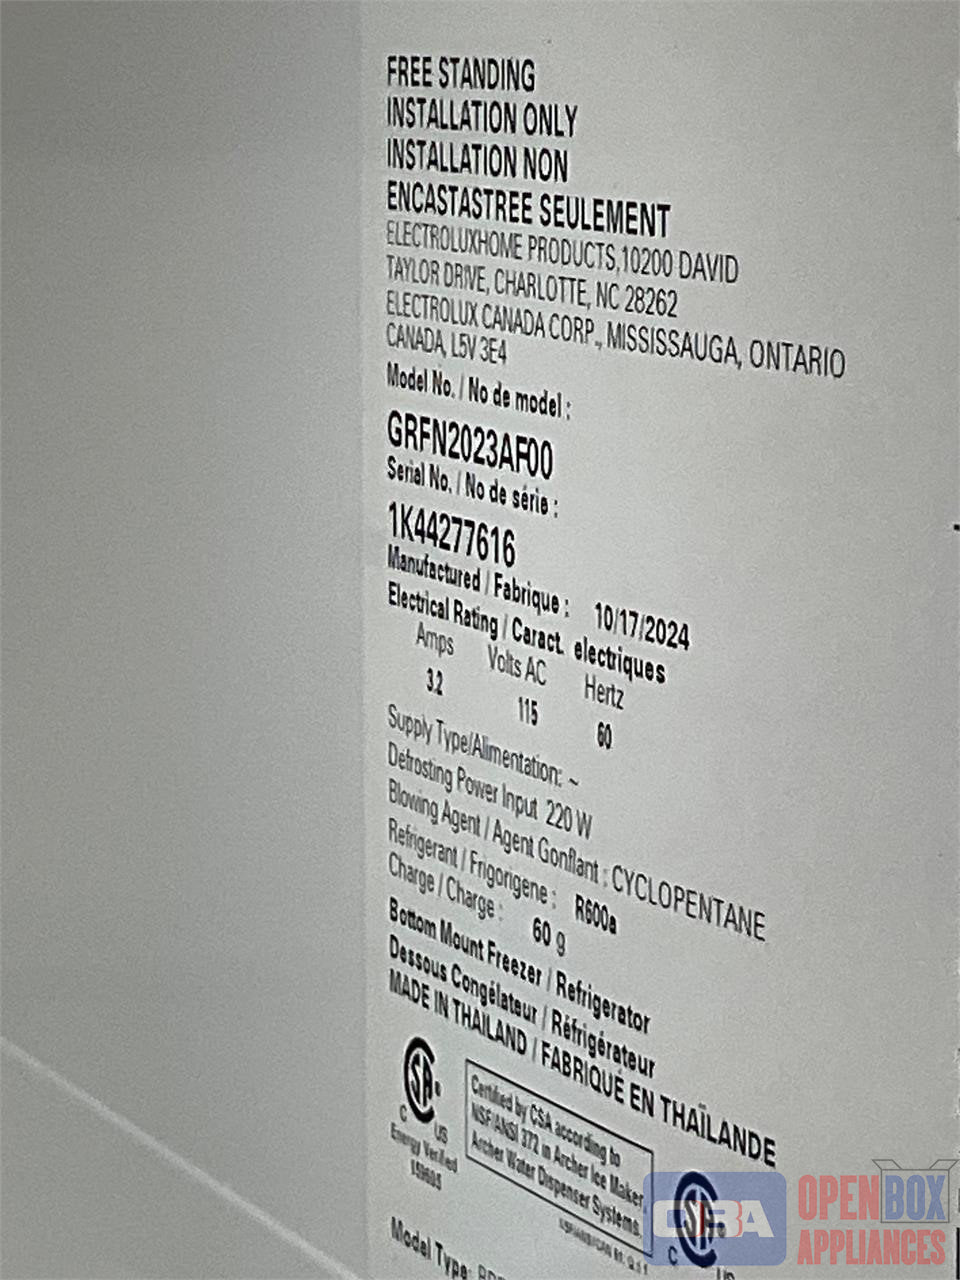 FREE STANDING
INSTALLATION ONLY
INSTALLATION NON
ENCASTASTREE SEULEMENT
ELECTROLUXHOME PRODUCTS,10200 DAVID
TAYLOR DRIVE, CHARLOTTE, NC 28262
ELECTROLUX CANADA CORP., MISSISSAUGA, ONTARIO
CANADA, L5V 3E4
Model No. / No de model :
GRFN2023AF00
Serial No. / No de série :
1K44277616
Manufactured / Fabrique : 10/17/2024
Electrical Rating / Caract. electriques
Amps Volts AC Hertz
3.2 115 60
Supply Type/Alimentation: ~
Defrosting Power Input 220 W
Blowing Agent / Agent Gonflant : CYCLOPENTANE
Refrigerant / Frigorigene : R600a
Charge / Charge : 60 g
Bottom Mount Freezer / Refrigerator
Dessous Congélateur / Réfrigérateur
MADE IN THAILAND / FABRIQUÉ EN THAÏLANDE
Certified by CSA according to
NSF/ANSI 372 in Archer Ice Maker,
Archer Water Dispenser Systems.
C US
Energy Verified
C US
Model Type:
OBA OPENBOX
APPLIANCES